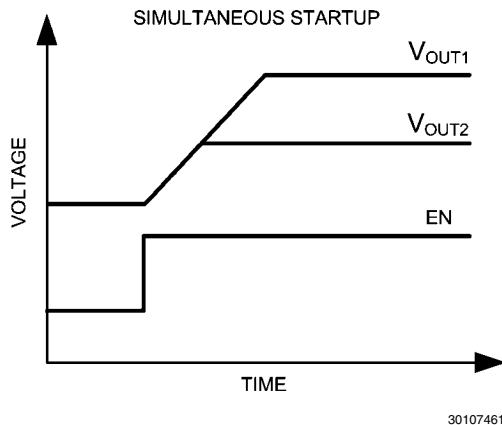 SIMULTANEOUS STARTUP
VOUT1
VOUT2
VOLTAGE
EN
TIME
30107461